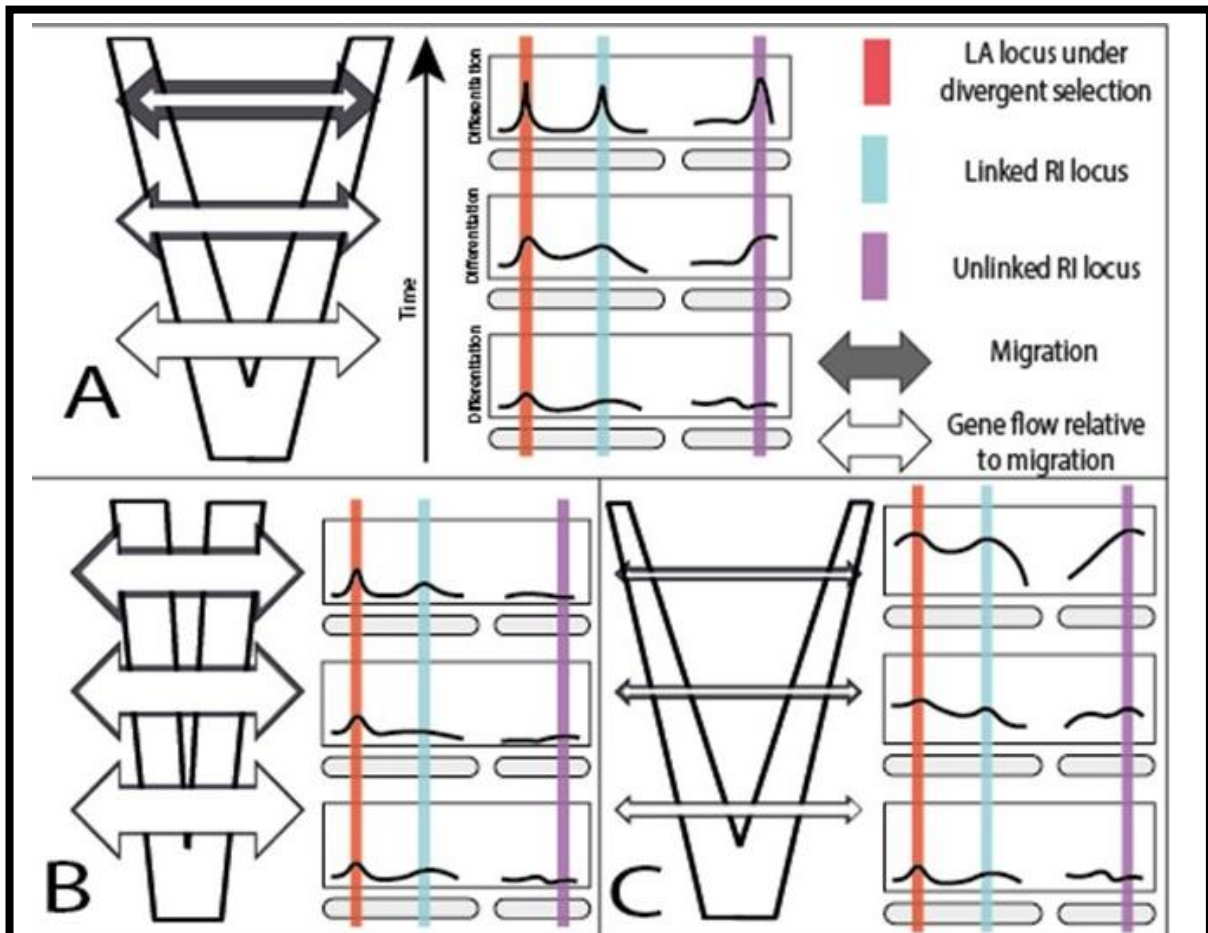 Differentiation
Differentiation
Differentiation
Time
A
LA locus under
divergent selection
Linked RI locus
Unlinked RI locus
Migration
Gene flow relative
to migration
B
C